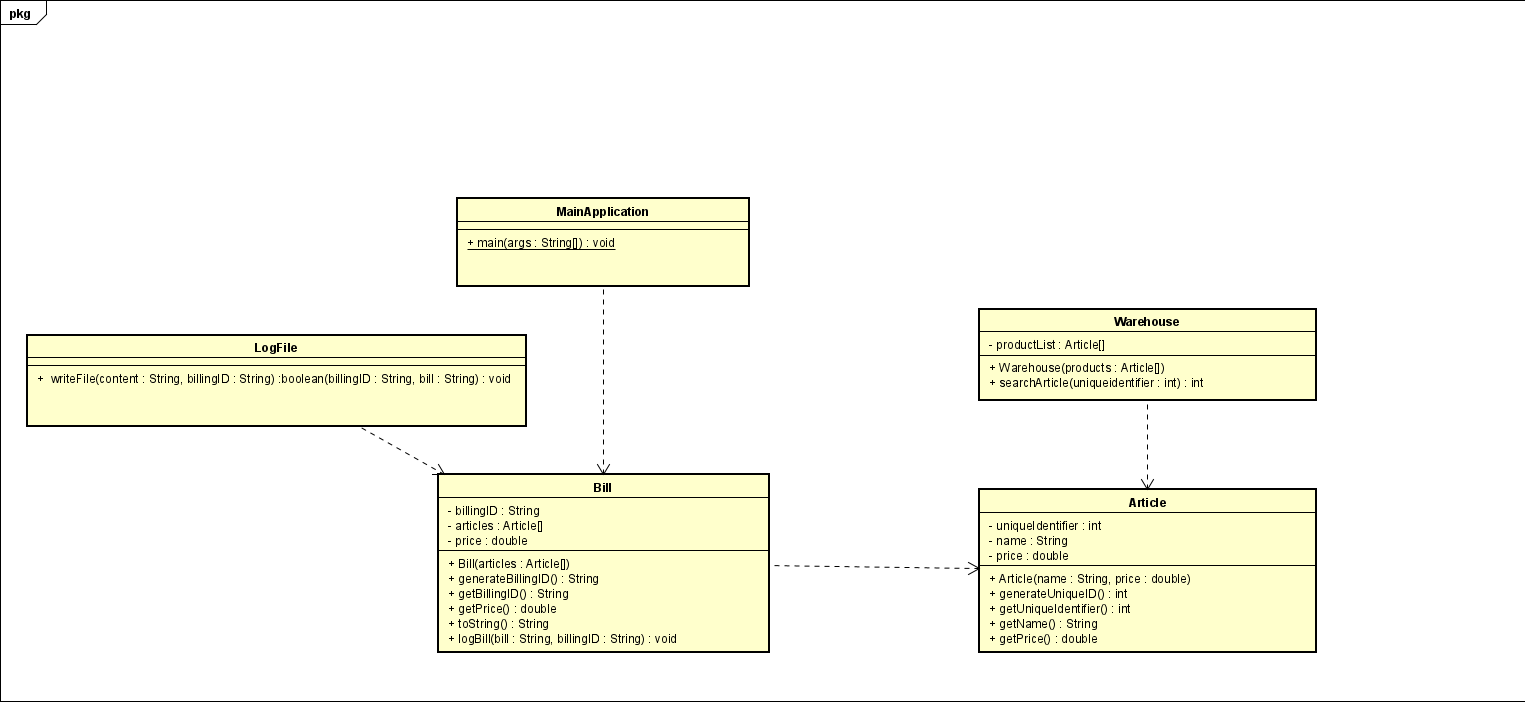 pkg
MainApplication
+ main(args : String[]) : void
LogFile
+ writeFile(content : String, billingID : String) :boolean(billingID : String, bill : String) : void
Warehouse
- productList : Article[]
+ Warehouse(products : Article[])
+ searchArticle(uniqueidentifier : int) : int
Bill
- billingID : String
- articles : Article[]
- price : double
+ Bill(articles : Article[])
+ generateBillingID() : String
+ getBillingID() : String
+ getPrice() : double
+ toString() : String
+ logBill(bill : String, billingID : String) : void
Article
- uniqueIdentifier : int
- name : String
- price : double
+ Article(name : String, price : double)
+ generateUniqueID() : int
+ getUniqueIdentifier() : int
+ getName() : String
+ getPrice() : double